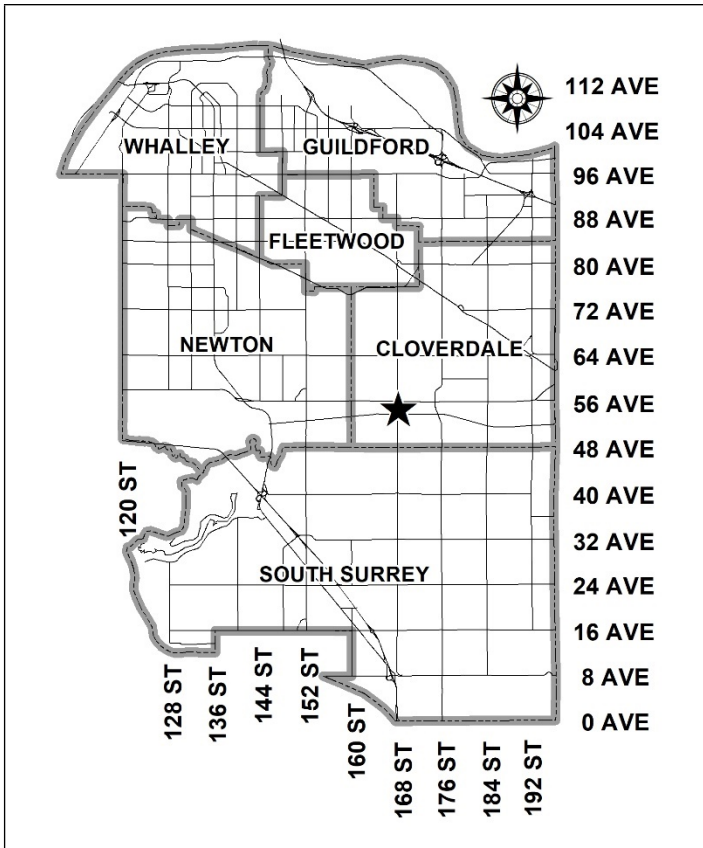 112 AVE
104 AVE
WHALLEY
GUILDFORD
96 AVE
88 AVE
FLEETWOOD
80 AVE
72 AVE
NEWTON
CLOVERDALE
64 AVE
56 AVE
48 AVE
120 ST
40 AVE
32 AVE
SOUTH SURREY
24 AVE
16 AVE
8 AVE
0 AVE
128 ST
136 ST
144 ST
152 ST
160 ST
168 ST
176 ST
184 ST
192 ST